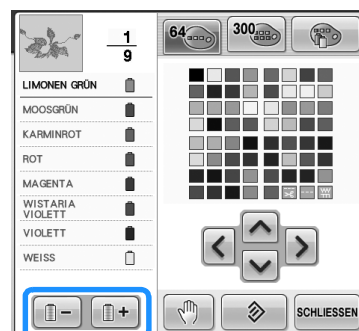 1
9
64
300
LIMONEN GRÜN
MOOSGRÜN
KARMINROT
ROT
MAGENTA
WISTARIA
VIOLETT
VIOLETT
WEISS
-
+
SCHLIESSEN